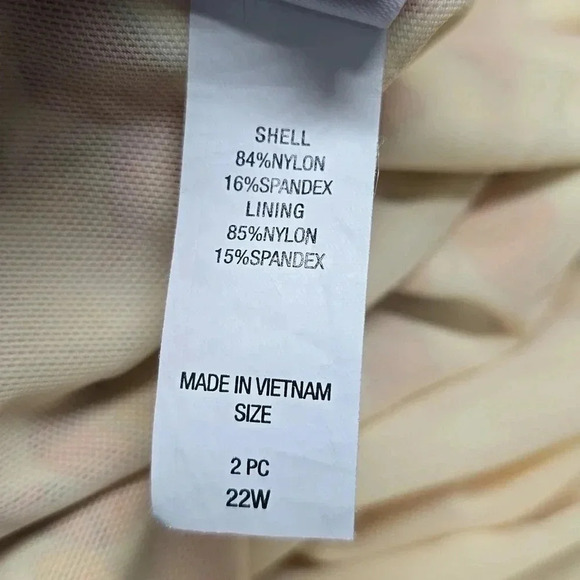 SHELL
84%NYLON
16%SPANDEX
LINING
85%NYLON
15%SPANDEX
MADE IN VIETNAM
SIZE
2 PC
22W